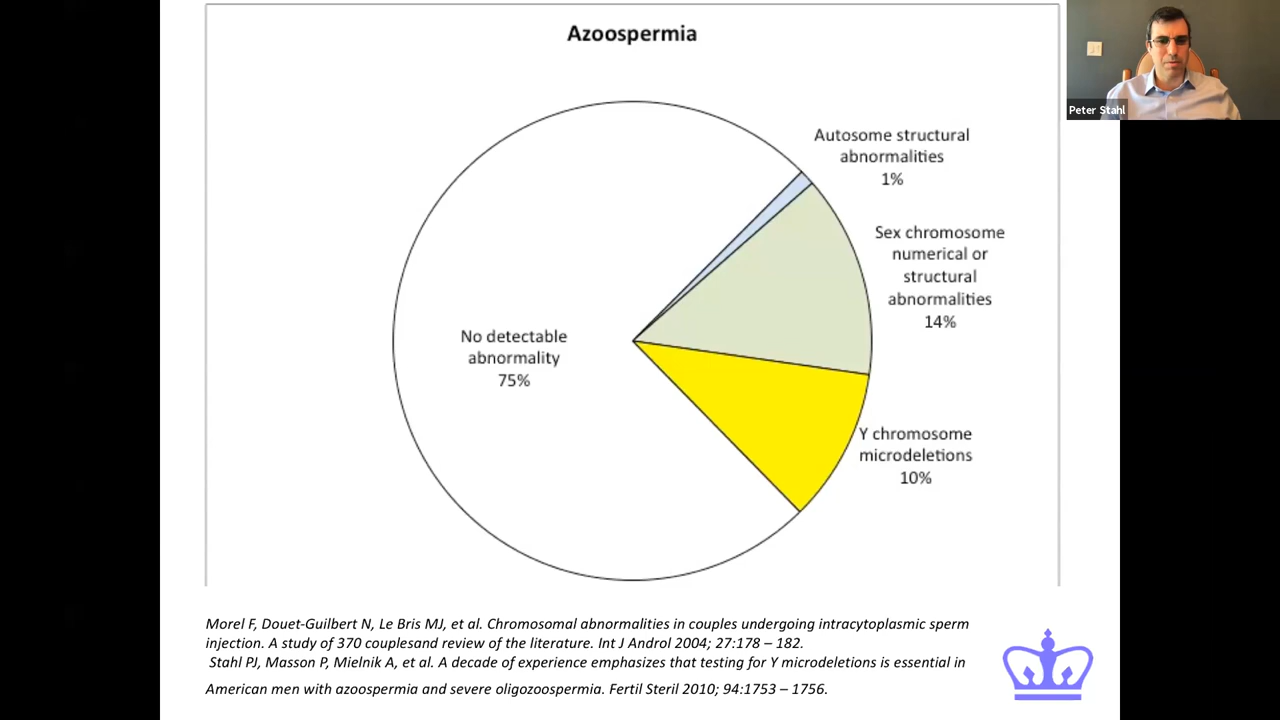 Azoospermia
Peter Stahl
Autosome structural
abnormalities
1%
Sex chromosome
numerical or
structural
abnormalities
14%
No detectable
abnormality
75%
Y chromosome
microdeletions
10%
Morel F, Douet-Guilbert N, Le Bris MJ, et al. Chromosomal abnormalities in couples undergoing intracytoplasmic sperm
injection. A study of 370 couplesand review of the literature. Int J Androl 2004; 27:178 – 182.
Stahl PJ, Masson P, Mielnik A, et al. A decade of experience emphasizes that testing for Y microdeletions is essential in
American men with azoospermia and severe oligozoospermia. Fertil Steril 2010; 94:1753 – 1756.